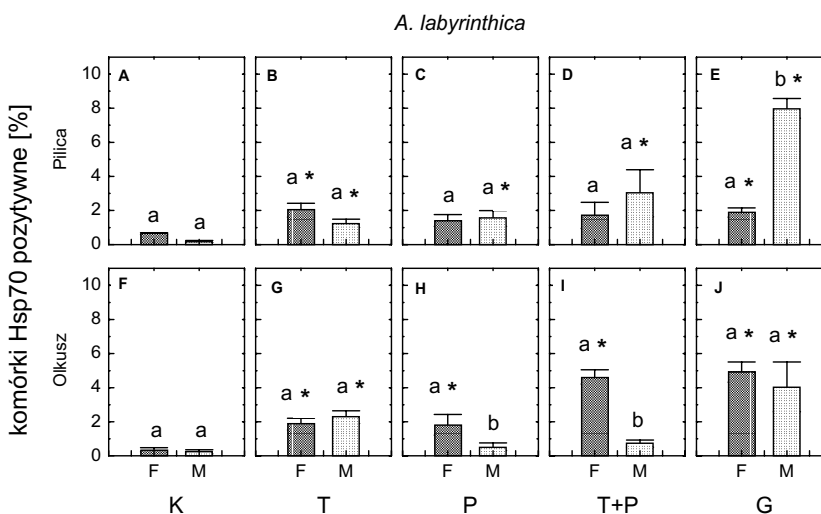 A. labyrinthica
komórki Hsp70 pozytywne [%]
Pilica
10
8
6
4
2
0
A
a
a
B
a *
a *
C
a
a *
D
a
a *
E
a *
b *
Olkusz
10
8
6
4
2
0
F
a
a
G
a *
a *
H
a *
b
I
a *
b
J
a *
a *
F M F M F M F M F M
K T P T+P G